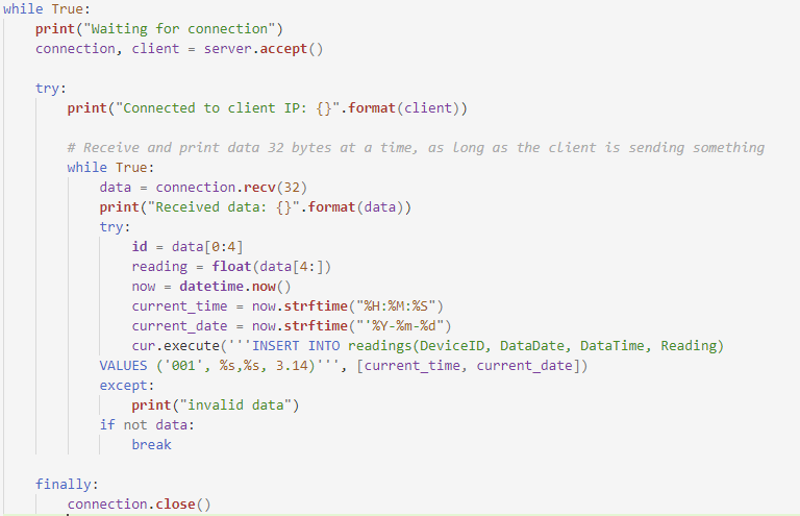 while True:
    print("Waiting for connection")
    connection, client = server.accept()

    try:
        print("Connected to client IP: {}".format(client))

        # Receive and print data 32 bytes at a time, as long as the client is sending something
        while True:
            data = connection.recv(32)
            print("Received data: {}".format(data))
            try:
                id = data[0:4]
                reading = float(data[4:])
                now = datetime.now()
                current_time = now.strftime("%H:%M:%S")
                current_date = now.strftime("'%Y-%m-%d")
                cur.execute('''INSERT INTO readings(DeviceID, DataDate, DataTime, Reading)
            VALUES ('001', %s,%s, 3.14)''', [current_time, current_date])
            except:
                print("invalid data")
            if not data:
                break

    finally:
        connection.close()